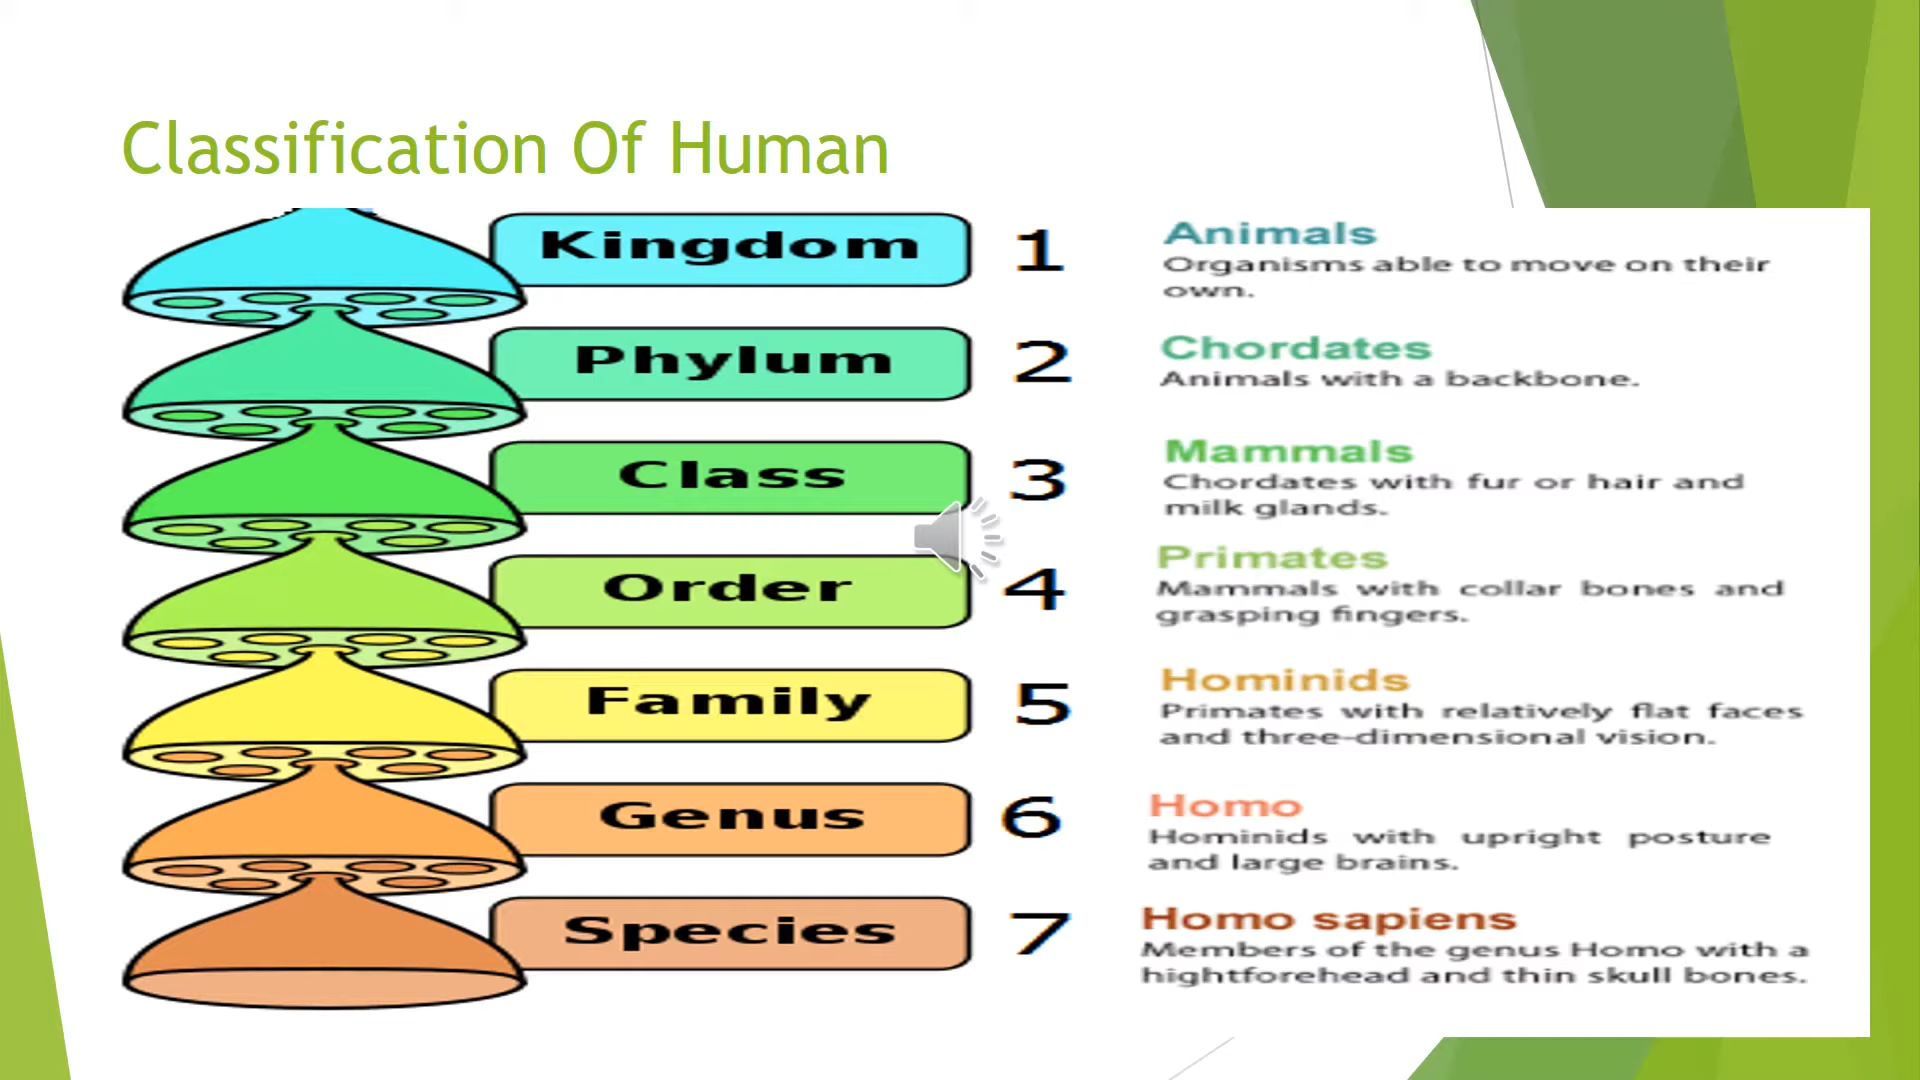 Classification Of Human
Kingdom 1 Animals
Organisms able to move on their
own.
Phylum 2 Chordates
Animals with a backbone.
Class 3 Mammals
Chordates with fur or hair and
milk glands.
Order 4 Primates
Mammals with collar bones and
grasping fingers.
Family 5 Hominids
Primates with relatively flat faces
and three-dimensional vision.
Genus 6 Homo
Hominids with upright posture
and large brains.
Species 7 Homo sapiens
Members of the genus Homo with a
hightforehead and thin skull bones.